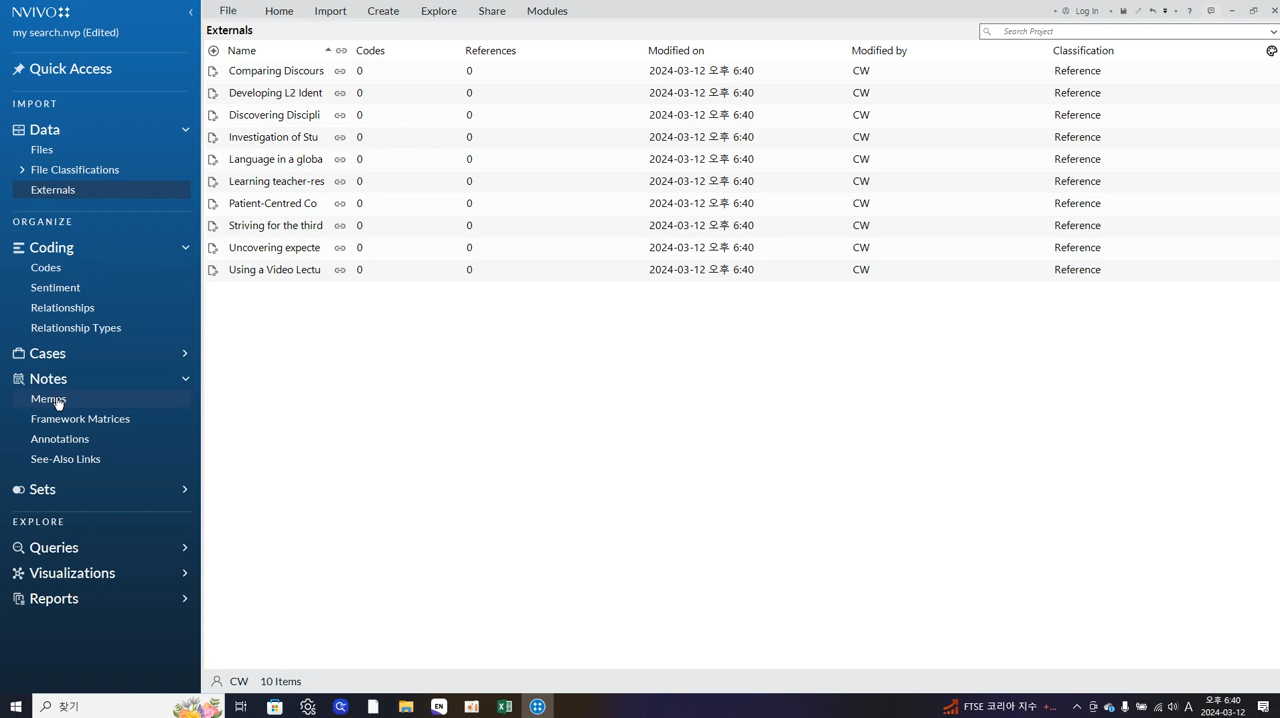 NVIVO
my search.nvp (Edited)
Quick Access
IMPORT
Data
Files
File Classifications
Externals
ORGANIZE
Coding
Codes
Sentiment
Relationships
Relationship Types
Cases
Notes
Memos
Framework Matrices
Annotations
See-Also Links
Sets
EXPLORE
Queries
Visualizations
Reports
File Home Import Create Explore Share Modules Log In ?
Externals
Search Project
Name Codes References Modified on Modified by Classification
Comparing Discours 0 0 2024-03-12 오후 6:40 CW Reference
Developing L2 Ident 0 0 2024-03-12 오후 6:40 CW Reference
Discovering Discipli 0 0 2024-03-12 오후 6:40 CW Reference
Investigation of Stu 0 0 2024-03-12 오후 6:40 CW Reference
Language in a globa 0 0 2024-03-12 오후 6:40 CW Reference
Learning teacher-res 0 0 2024-03-12 오후 6:40 CW Reference
Patient-Centred Co 0 0 2024-03-12 오후 6:40 CW Reference
Striving for the third 0 0 2024-03-12 오후 6:40 CW Reference
Uncovering expecte 0 0 2024-03-12 오후 6:40 CW Reference
Using a Video Lectu 0 0 2024-03-12 오후 6:40 CW Reference
CW 10 Items
찾기
EN
FTSE 코리아 지수 +...
A
오후 6:40
2024-03-12